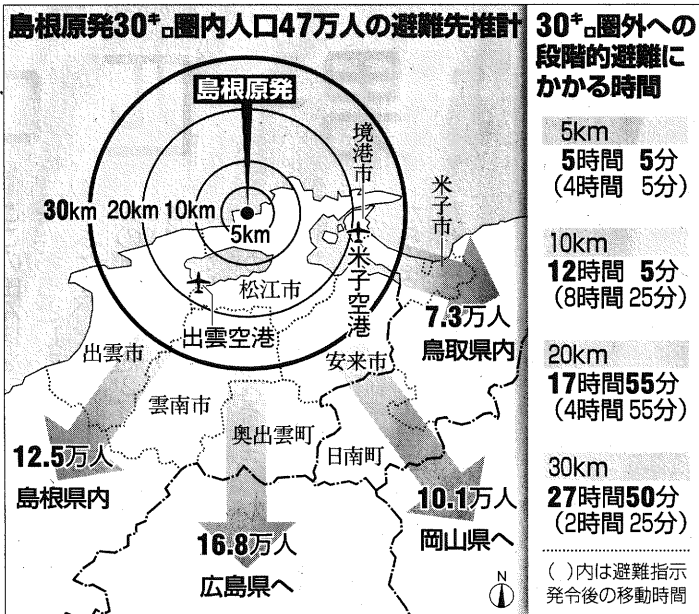 島根原発30㌔圏内人口47万人の避難先推計
島根原発
境港市
米子市
30km 20km 10km
5km
米子空港
松江市
出雲空港
7.3万人
鳥取県内
出雲市
安来市
雲南市
奥出雲町
日南町
12.5万人
島根県内
10.1万人
岡山県へ
16.8万人
広島県へ
N
30㌔圏外への
段階的避難に
かかる時間
5km
5時間 5分
(4時間 5分)
10km
12時間 5分
(8時間25分)
20km
17時間55分
(4時間55分)
30km
27時間50分
(2時間25分)
( )内は避難指示
発令後の移動時間